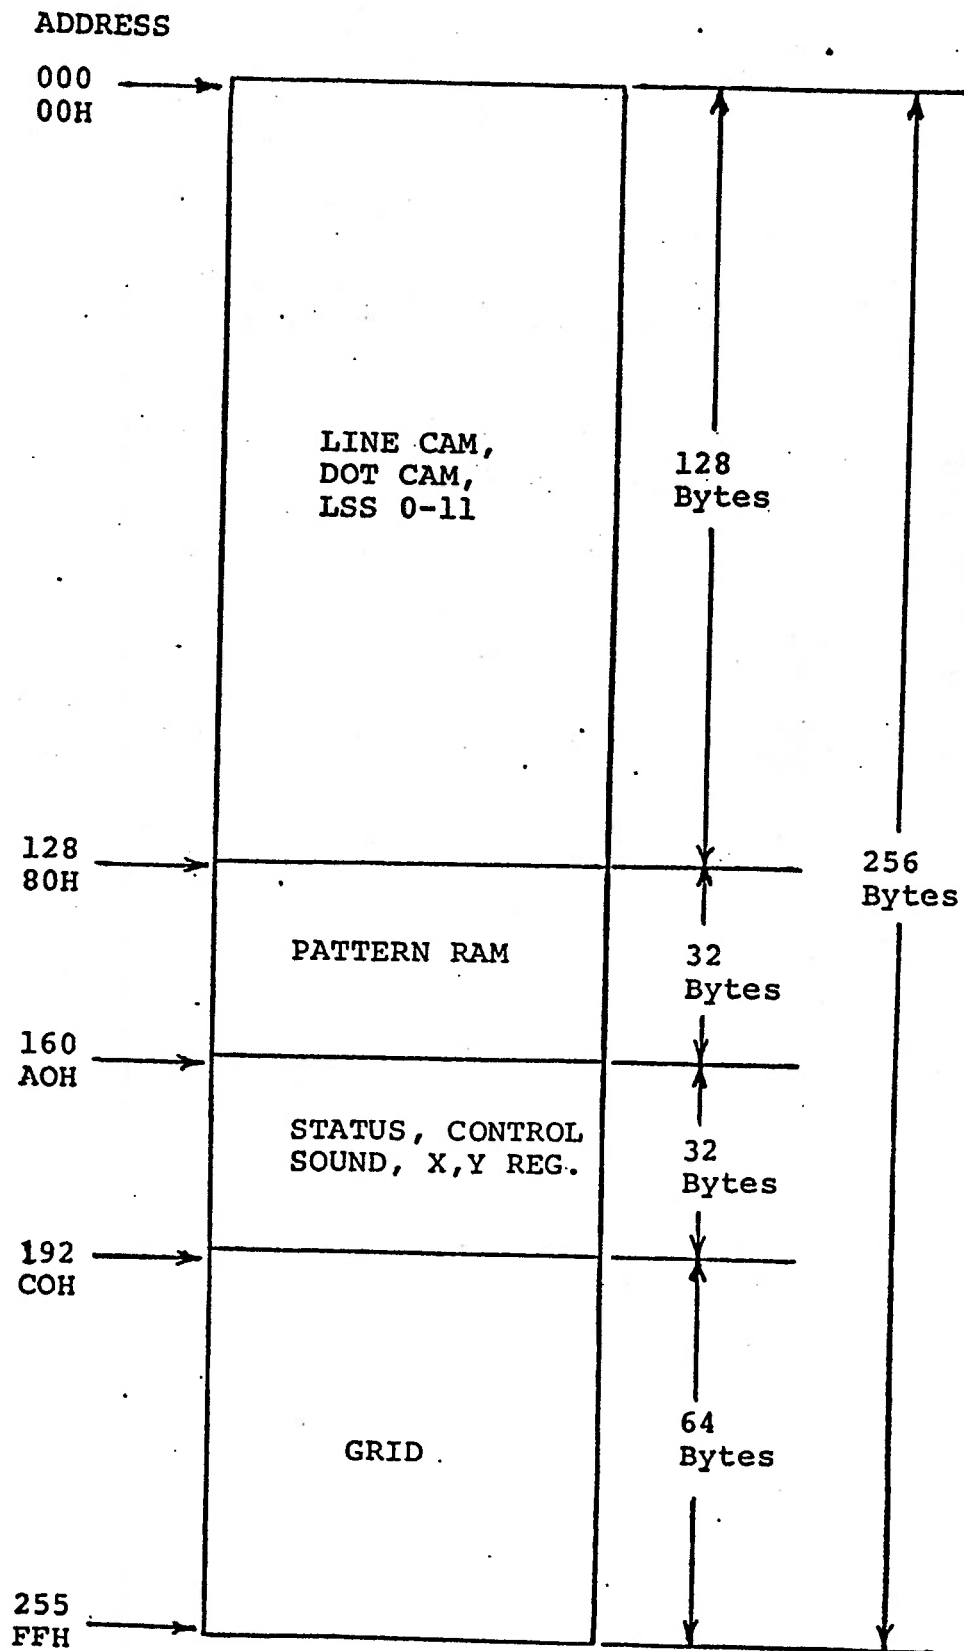 ADDRESS
000
00H
LINE CAM,
DOT CAM,
LSS 0-11
128
Bytes
128
80H
256
Bytes
PATTERN RAM
32
Bytes
160
AOH
STATUS, CONTROL
SOUND, X,Y REG.
32
Bytes
192
COH
64
Bytes
GRID
255
FFH